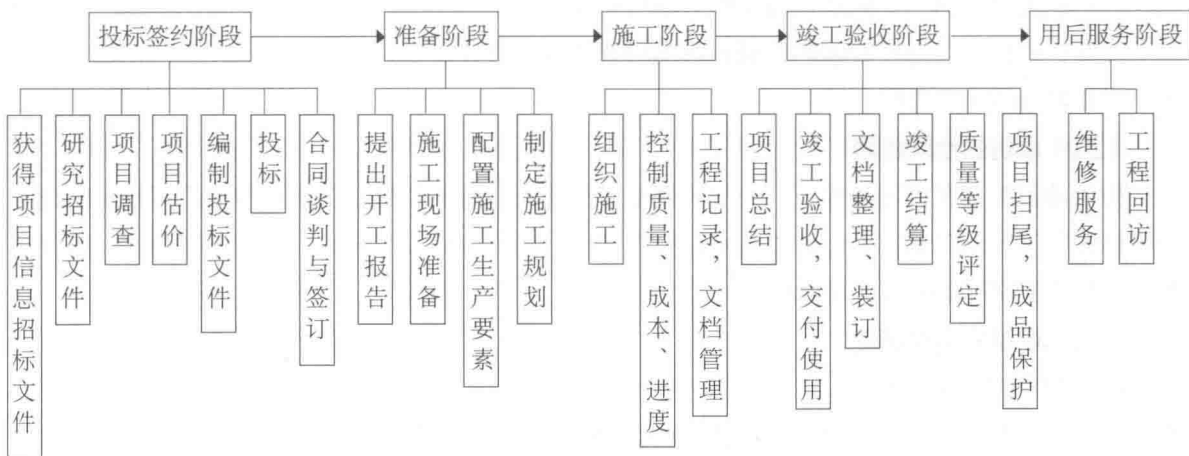 投标签约阶段
准备阶段
施工阶段
竣工验收阶段
用后服务阶段
获得项目信息招标文件
研究招标文件
项目调查
项目估价
编制投标文件
投标
合同谈判与签订
提出开工报告
施工现场准备
配置施工生产要素
制定施工规划
组织施工
控制质量、成本、进度
工程记录，文档管理
项目总结
竣工验收，交付使用
文档整理、装订
竣工结算
质量等级评定
项目扫尾，成品保护
维修服务
工程回访